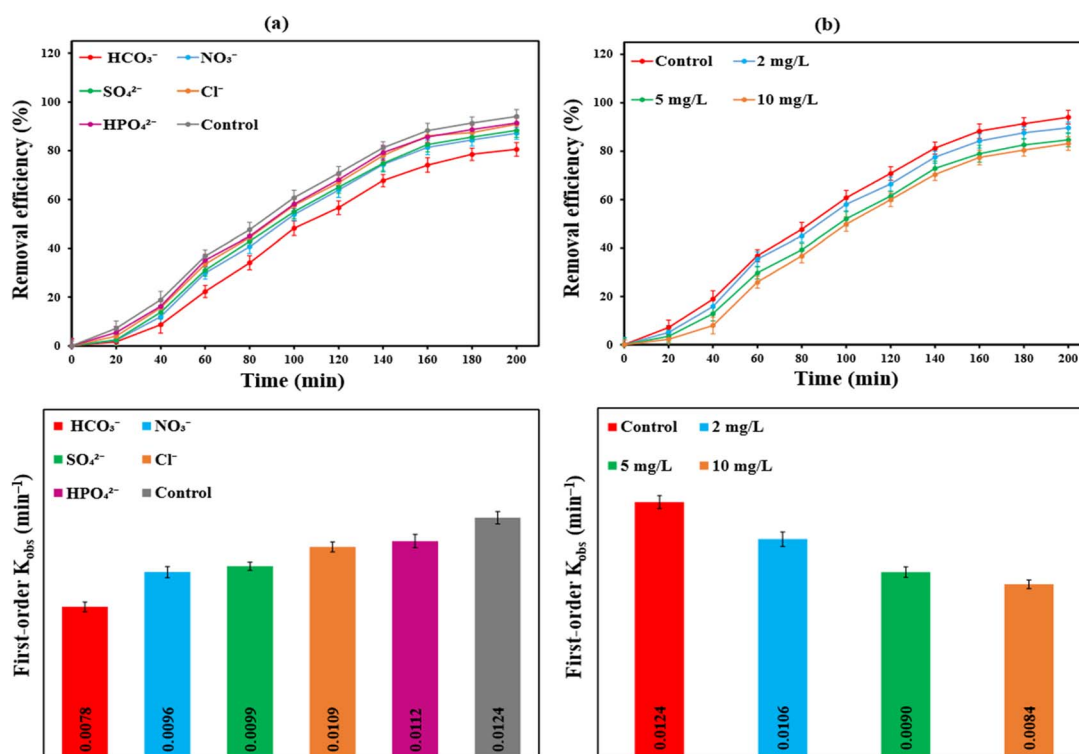 (a)
Removal efficiency (%)
120
100
80
60
40
20
0
HCO₃⁻ NO₃⁻
SO₄²⁻ Cl⁻
HPO₄²⁻ Control
0 20 40 60 80 100 120 140 160 180 200
Time (min)
(b)
Removal efficiency (%)
120
100
80
60
40
20
0
Control 2 mg/L
5 mg/L 10 mg/L
0 20 40 60 80 100 120 140 160 180 200
Time (min)
First-order K_obs (min⁻¹)
HCO₃⁻ NO₃⁻
SO₄²⁻ Cl⁻
HPO₄²⁻ Control
0.0078 0.0096 0.0099 0.0109 0.0112 0.0124
First-order K_obs (min⁻¹)
Control 2 mg/L
5 mg/L 10 mg/L
0.0124 0.0106 0.0090 0.0084